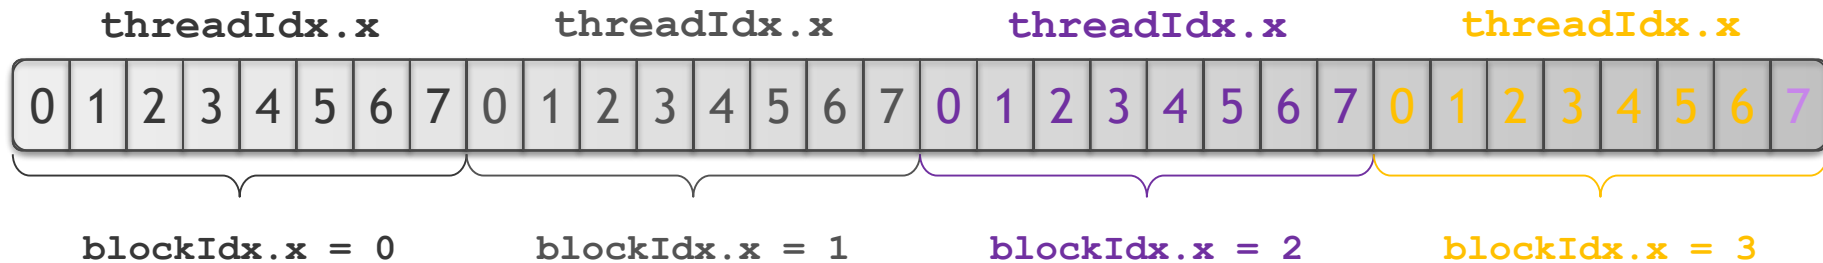 threadIdx.x threadIdx.x threadIdx.x threadIdx.x
0 1 2 3 4 5 6 7 0 1 2 3 4 5 6 7 0 1 2 3 4 5 6 7 0 1 2 3 4 5 6 7
blockIdx.x = 0 blockIdx.x = 1 blockIdx.x = 2 blockIdx.x = 3